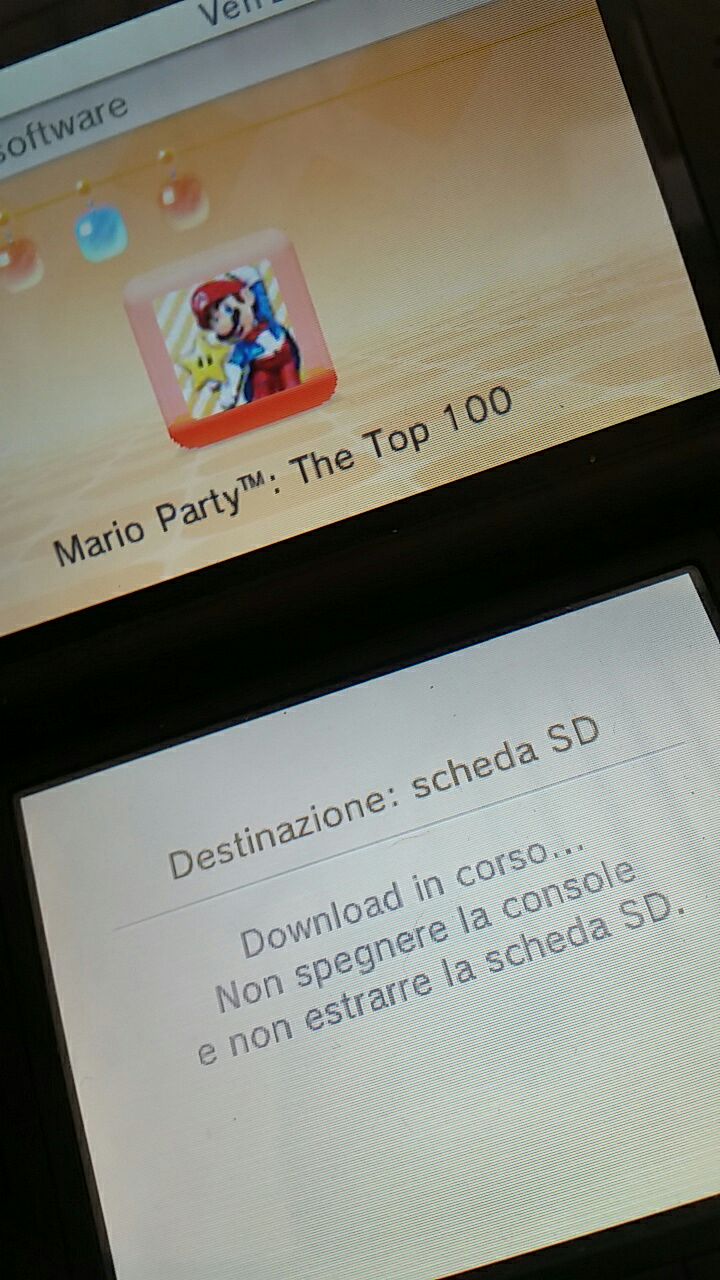 software
Mario Party™: The Top 100
Destinazione: scheda SD
Download in corso...
Non spegnere la console
e non estrarre la scheda SD.